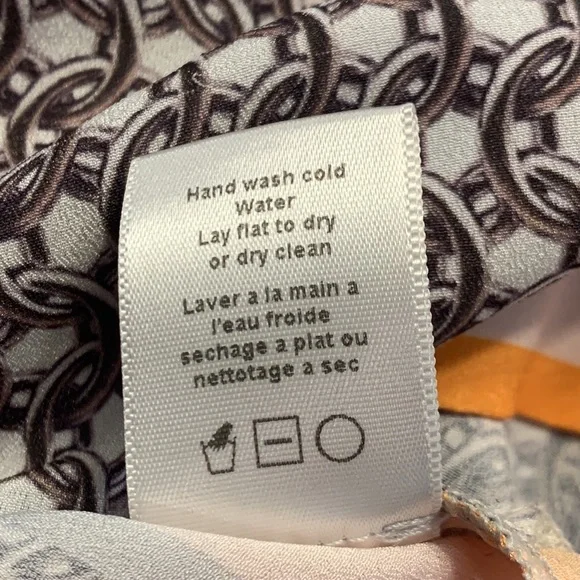 Hand wash cold
Water
Lay flat to dry
or dry clean
Laver a la main a
l'eau froide
sechage a plat ou
nettotage a sec